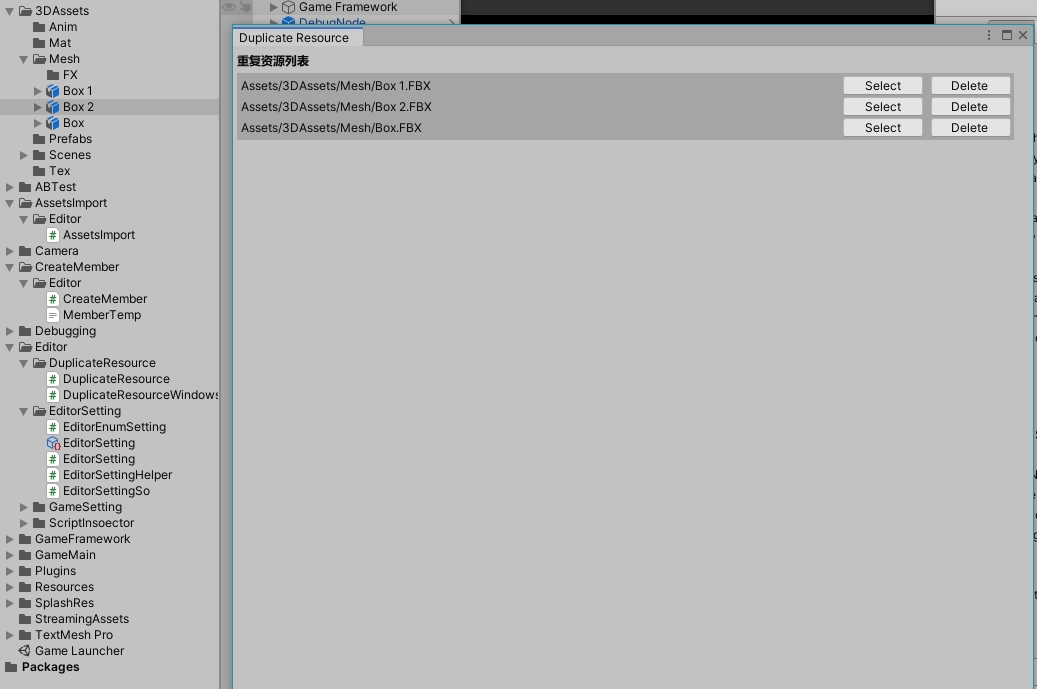 3DAssets
Anim
Mat
Mesh
FX
Box 1
Box 2
Box
Prefabs
Scenes
Tex
ABTest
AssetsImport
Editor
AssetsImport
Camera
CreateMember
Editor
CreateMember
MemberTemp
Debugging
Editor
DuplicateResource
DuplicateResource
DuplicateResourceWindows
EditorSetting
EditorEnumSetting
EditorSetting
EditorSetting
EditorSettingHelper
EditorSettingSo
GameSetting
ScriptInsoector
GameFramework
GameMain
Plugins
Resources
SplashRes
StreamingAssets
TextMesh Pro
Game Launcher
Packages
Game Framework
DebugNode
Duplicate Resource
重复资源列表
Assets/3DAssets/Mesh/Box 1.FBX Select Delete
Assets/3DAssets/Mesh/Box 2.FBX Select Delete
Assets/3DAssets/Mesh/Box.FBX Select Delete